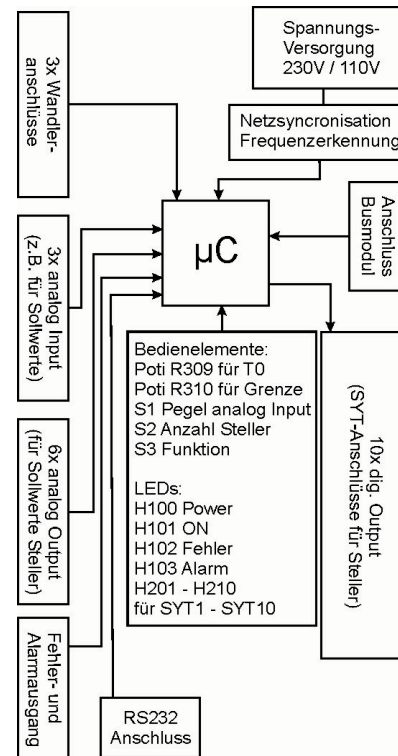 Spannungs-
Versorgung
230V / 110V
3x Wandler-
anschlüsse
Netzsyncronisation
Frequenzerkennung
Anschluss
Busmodul
3x analog Input
(z.B. für Sollwerte)
µC
Bedienelemente:
Poti R309 für T0
Poti R310 für Grenze
S1 Pegel analog Input
S2 Anzahl Steller
S3 Funktion
LEDs:
H100 Power
H101 ON
H102 Fehler
H103 Alarm
H201 - H210
für SYT1 - SYT10
10x dig. Output
(SYT-Anschlüsse für Steller)
6x analog Output
(für Sollwerte Steller)
Fehler- und
Alarmausgang
RS232
Anschluss